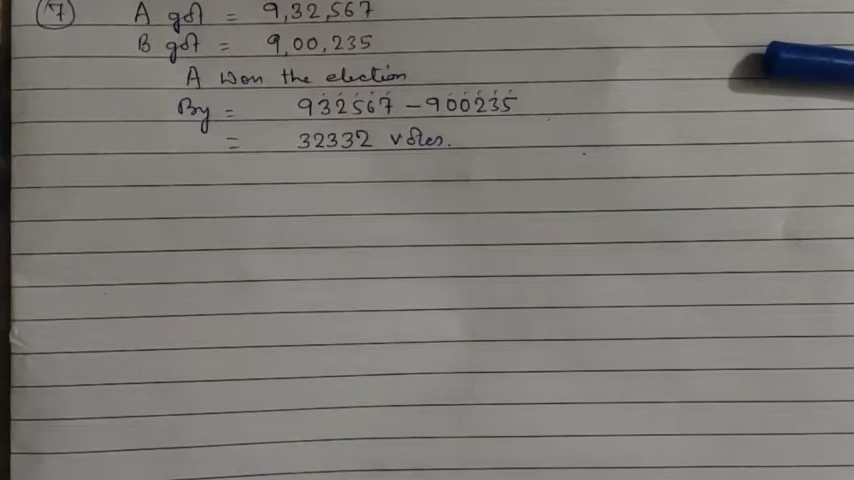 7 A got = 9,32,567
B got = 9,00,235
A won the election
By = 932567 - 900235
= 32332 votes.